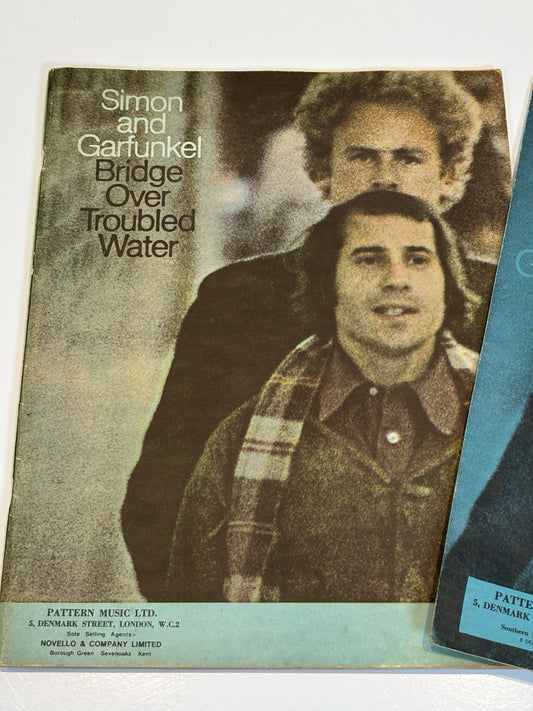 Simon
and
Garfunkel
Bridge
Over
Troubled
Water
PATTERN MUSIC LTD.
5, DENMARK STREET, LONDON, W.C.2
Sole Selling Agents:-
NOVELLO & COMPANY LIMITED
Borough Green Sevenoaks Kent
PATTE
5, DENMARK
Southern